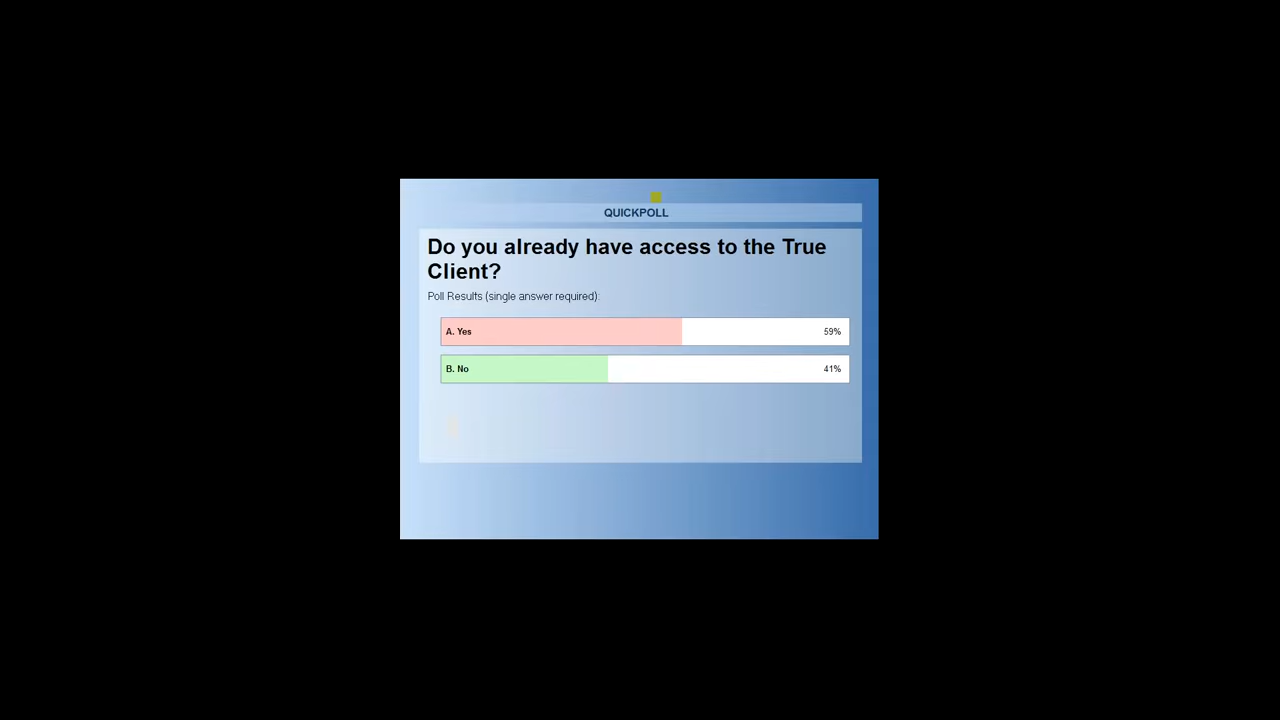 QUICKPOLL
Do you already have access to the True
Client?
Poll Results (single answer required):
A. Yes 59%
B. No 41%